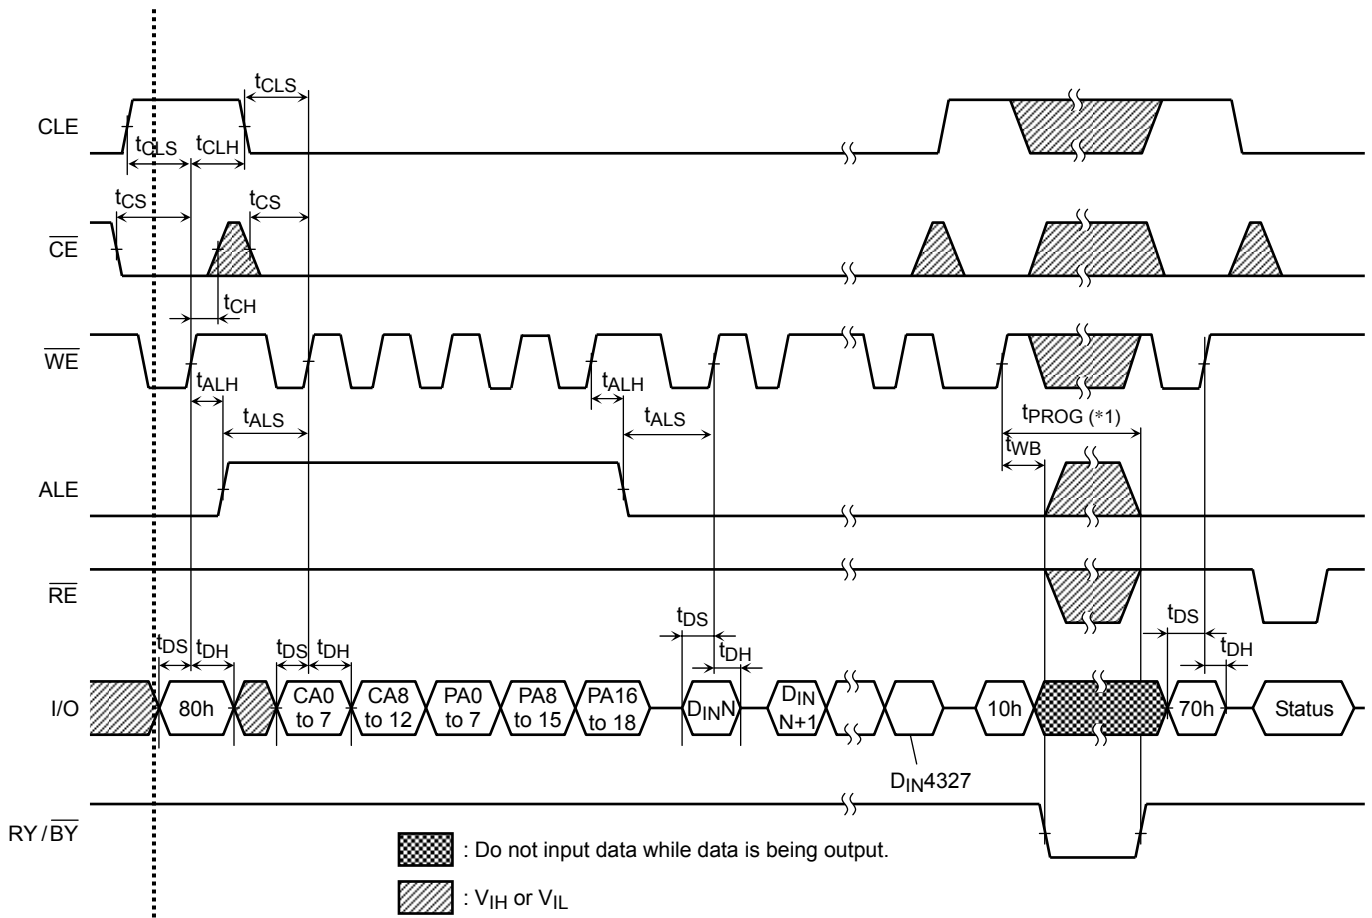 tCLS
CLE
tCLS tCLH
tCS tCS
CE
tCH
WE
tALH tALH
tALS tALS
tPROG (*1)
tWB
ALE
RE
tDS tDH tDS tDH tDS tDH tDS tDH
I/O
80h
CA0 to 7
CA8 to 12
PA0 to 7
PA8 to 15
PA16 to 18
DINN
DIN N+1
10h
70h
Status
DIN4327
RY/BY
: Do not input data while data is being output.
: VIH or VIL